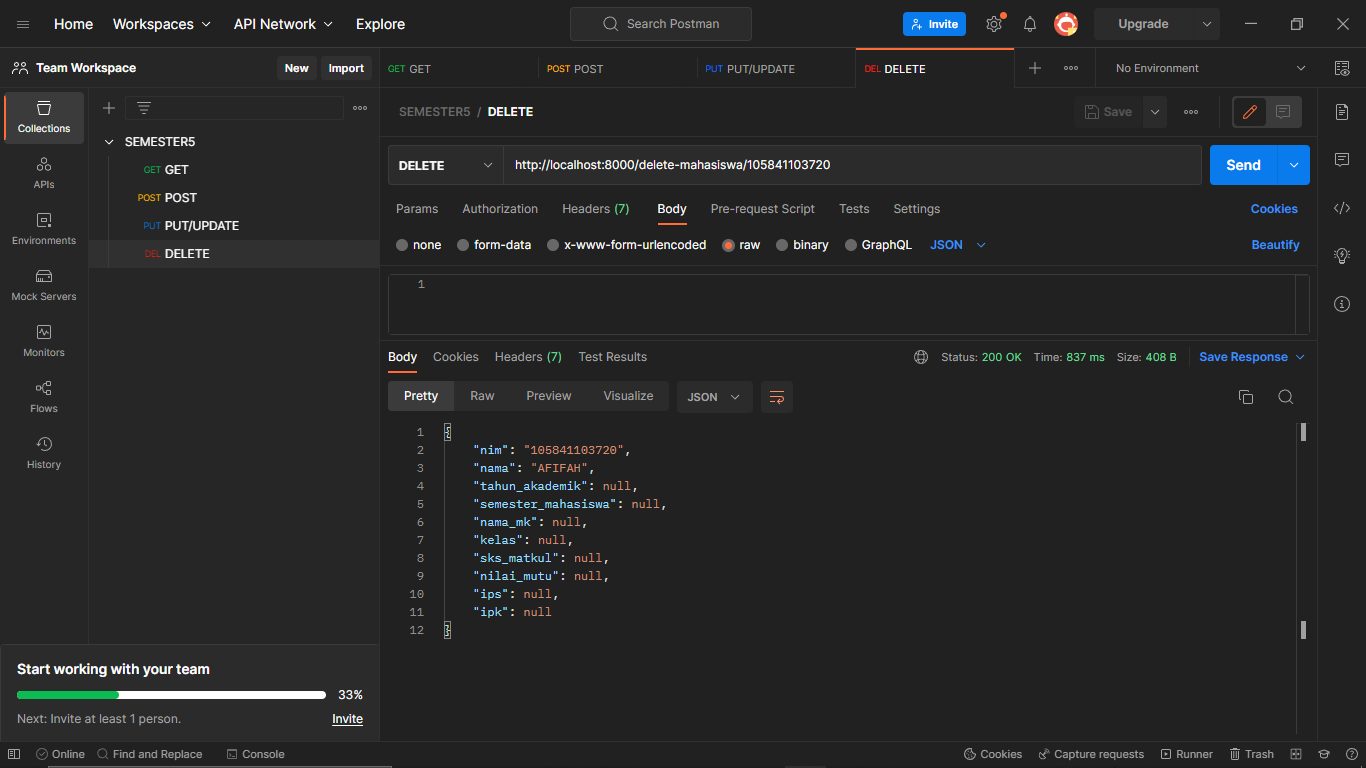 Home Workspaces API Network Explore Search Postman Invite Upgrade
Team Workspace New Import GET GET POST POST PUT PUT/UPDATE DEL DELETE No Environment
Collections
APIs
Environments
Mock Servers
Monitors
Flows
History
SEMESTER5
GET GET
POST POST
PUT PUT/UPDATE
DEL DELETE
SEMESTER5 / DELETE Save
DELETE http://localhost:8000/delete-mahasiswa/105841103720 Send
Params Authorization Headers (7) Body Pre-request Script Tests Settings Cookies
none form-data x-www-form-urlencoded raw binary GraphQL JSON Beautify
1
Body Cookies Headers (7) Test Results Status: 200 OK Time: 837 ms Size: 408 B Save Response
Pretty Raw Preview Visualize JSON
1 {
2 "nim": "105841103720",
3 "nama": "AFIFAH",
4 "tahun_akademik": null,
5 "semester_mahasiswa": null,
6 "nama_mk": null,
7 "kelas": null,
8 "sks_matkul": null,
9 "nilai_mutu": null,
10 "ips": null,
11 "ipk": null
12 }
Start working with your team
33%
Next: Invite at least 1 person. Invite
Online Find and Replace Console Cookies Capture requests Runner Trash